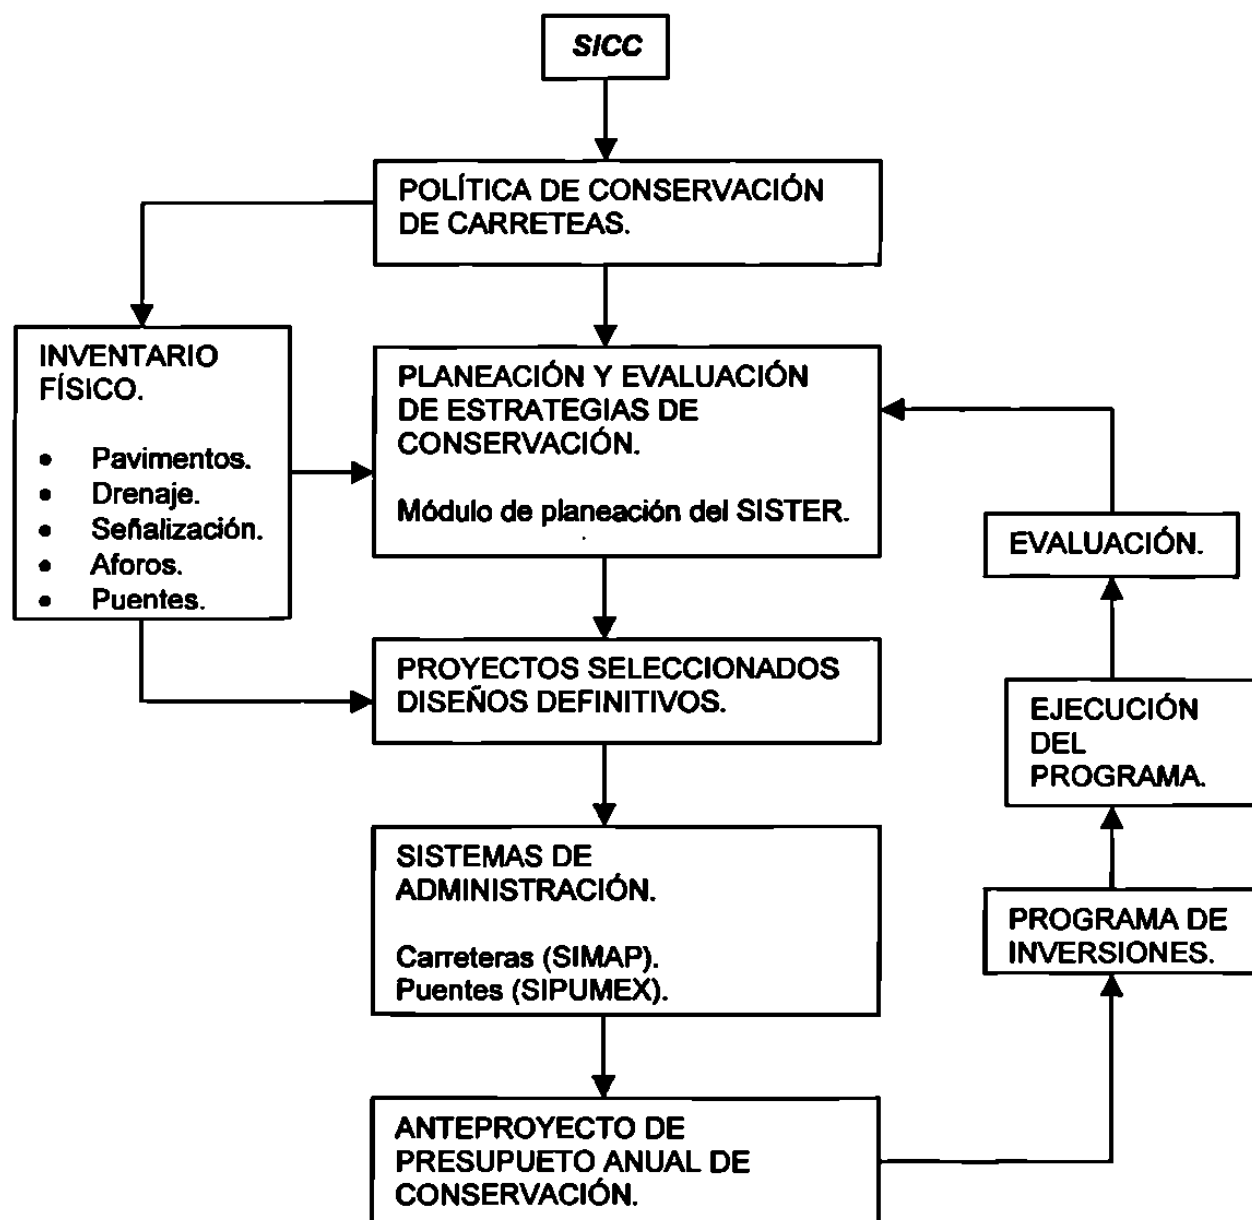 SICC
POLÍTICA DE CONSERVACIÓN
DE CARRETEAS.
INVENTARIO
FÍSICO.
• Pavimentos.
• Drenaje.
• Señalización.
• Aforos.
• Puentes.
PLANEACIÓN Y EVALUACIÓN
DE ESTRATEGIAS DE
CONSERVACIÓN.
Módulo de planeación del SISTER.
EVALUACIÓN.
PROYECTOS SELECCIONADOS
DISEÑOS DEFINITIVOS.
EJECUCIÓN
DEL
PROGRAMA.
SISTEMAS DE
ADMINISTRACIÓN.
Carreteras (SIMAP).
Puentes (SIPUMEX).
PROGRAMA DE
INVERSIONES.
ANTEPROYECTO DE
PRESUPUETO ANUAL DE
CONSERVACIÓN.